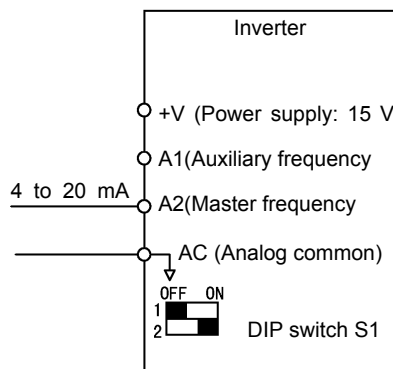 Inverter
+V (Power supply: 15 V
A1(Auxiliary frequency
4 to 20 mA
A2(Master frequency
AC (Analog common)
OFF ON
1
2
DIP switch S1